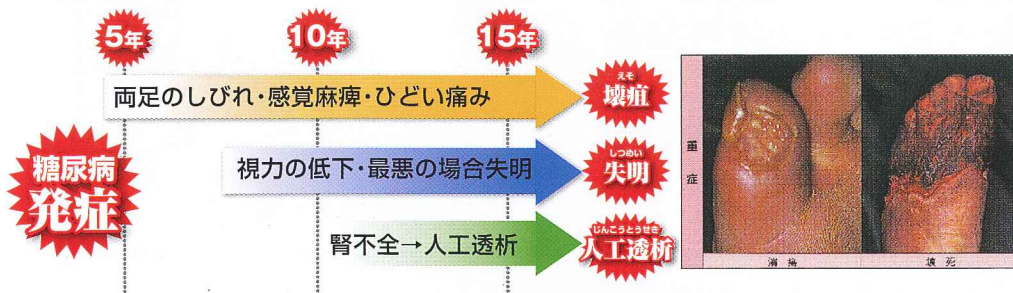 5年
10年
15年
両足のしびれ・感覚麻痺・ひどい痛み
えそ
壊疽
糖尿病
発症
視力の低下・最悪の場合失明
しつめい
失明
腎不全→人工透析
じんこうとうせき
人工透析
重症
潰瘍
壊死